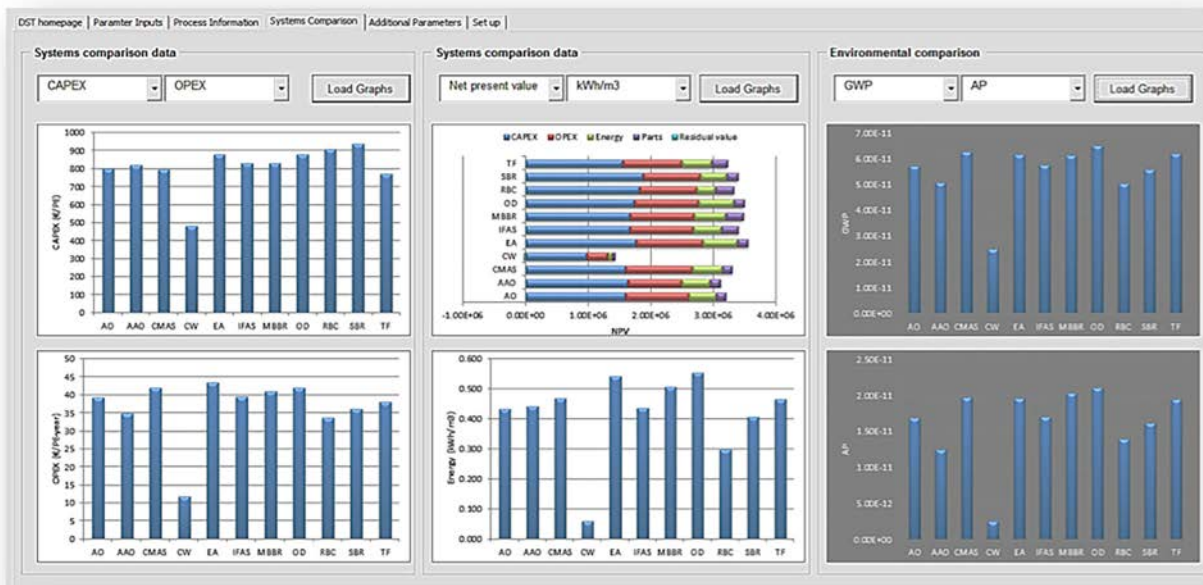 DST homepage | Paramter Inputs | Process Information | Systems Comparison | Additional Parameters | Set up
Systems comparison data
CAPEX OPEX Load Graphs
1000
900
800
700
600
500
400
300
200
100
0
CAPEX (€/PE)
AO AAO CMAS CW EA IFAS MBBR OD RBC SBR TF
50
45
40
35
30
25
20
15
10
5
0
OPEX (€/PE-year)
AO AAO CMAS CW EA IFAS MBBR OD RBC SBR TF
Systems comparison data
Net present value kWh/m3 Load Graphs
CAPEX OPEX Energy Parts Residual value
TF
SBR
RBC
OD
MBBR
IFAS
EA
CW
CMAS
AAO
AO
-1.00E+06 0.00E+00 1.00E+06 2.00E+06 3.00E+06 4.00E+06
NPV
0.600
0.500
0.400
0.300
0.200
0.100
0.000
Energy (kWh/m3)
AO AAO CMAS CW EA IFAS MBBR OD RBC SBR TF
Environmental comparison
GWP AP Load Graphs
7.00E-11
6.00E-11
5.00E-11
4.00E-11
3.00E-11
2.00E-11
1.00E-11
0.00E+00
GWP
AO AAO CMAS CW EA IFAS MBBR OD RBC SBR TF
2.50E-11
2.00E-11
1.50E-11
1.00E-11
5.00E-12
0.00E+00
AP
AO AAO CMAS CW EA IFAS MBBR OD RBC SBR TF